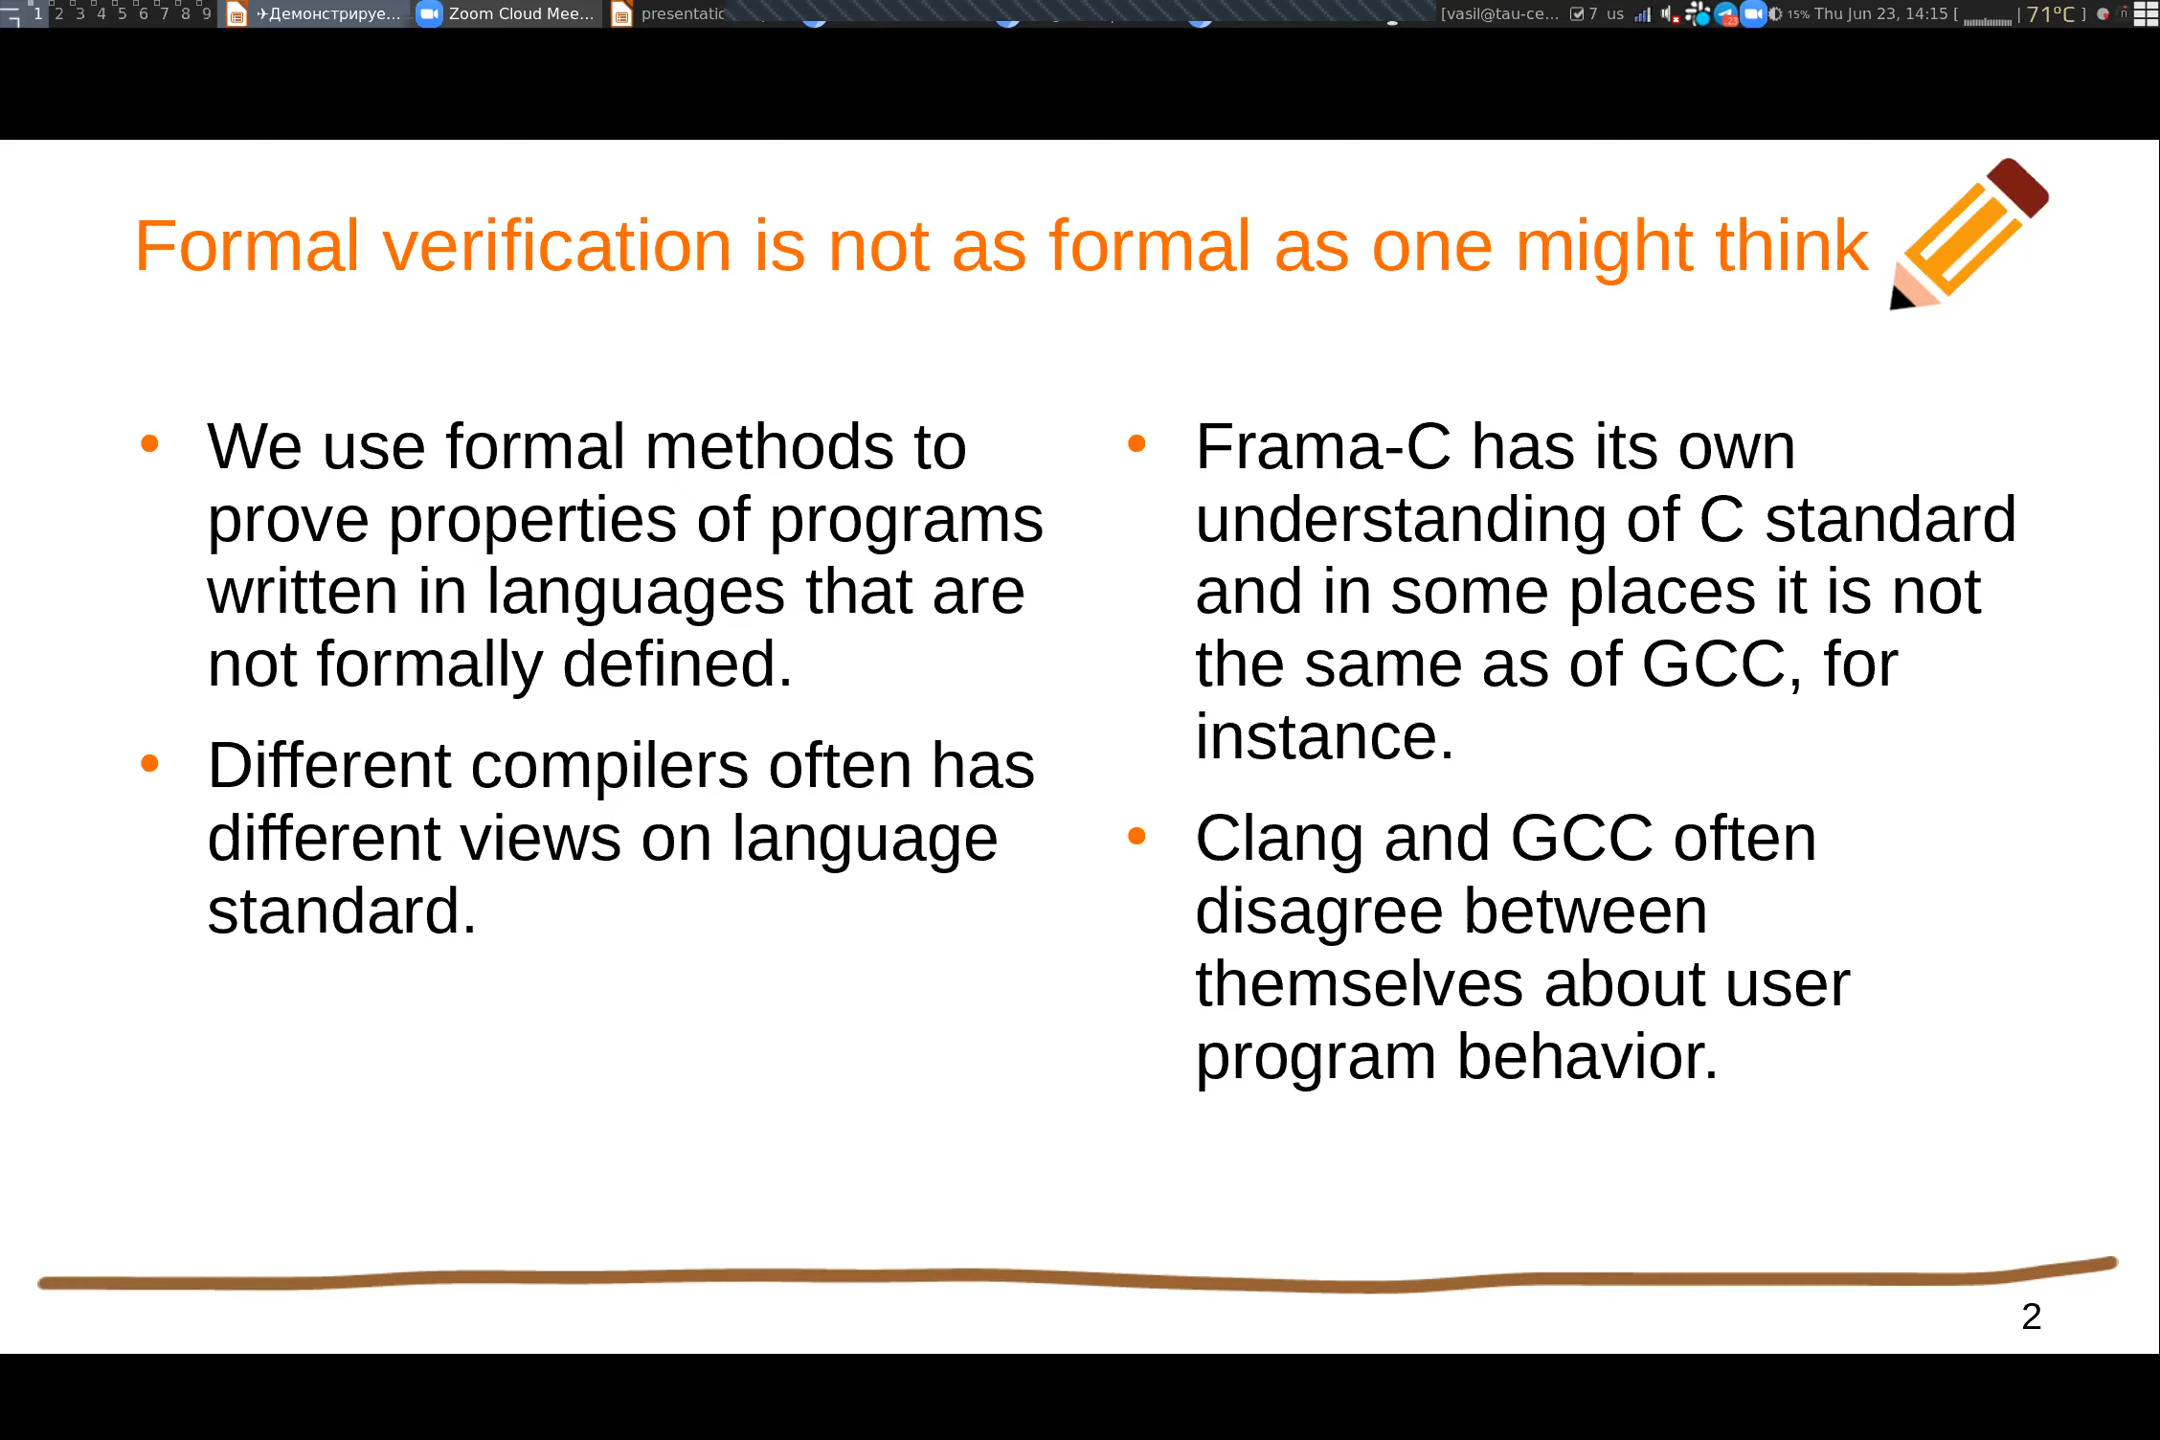 1 2 3 4 5 6 7 8 9 ✈Демонстрируе... Zoom Cloud Mee... [vasil@tau-ce... 7 us 15% Thu Jun 23, 14:15 [ | 71°C ]
Formal verification is not as formal as one might think
We use formal methods to
prove properties of programs
written in languages that are
not formally defined.
Different compilers often has
different views on language
standard.
Frama-C has its own
understanding of C standard
and in some places it is not
the same as of GCC, for
instance.
Clang and GCC often
disagree between
themselves about user
program behavior.
2